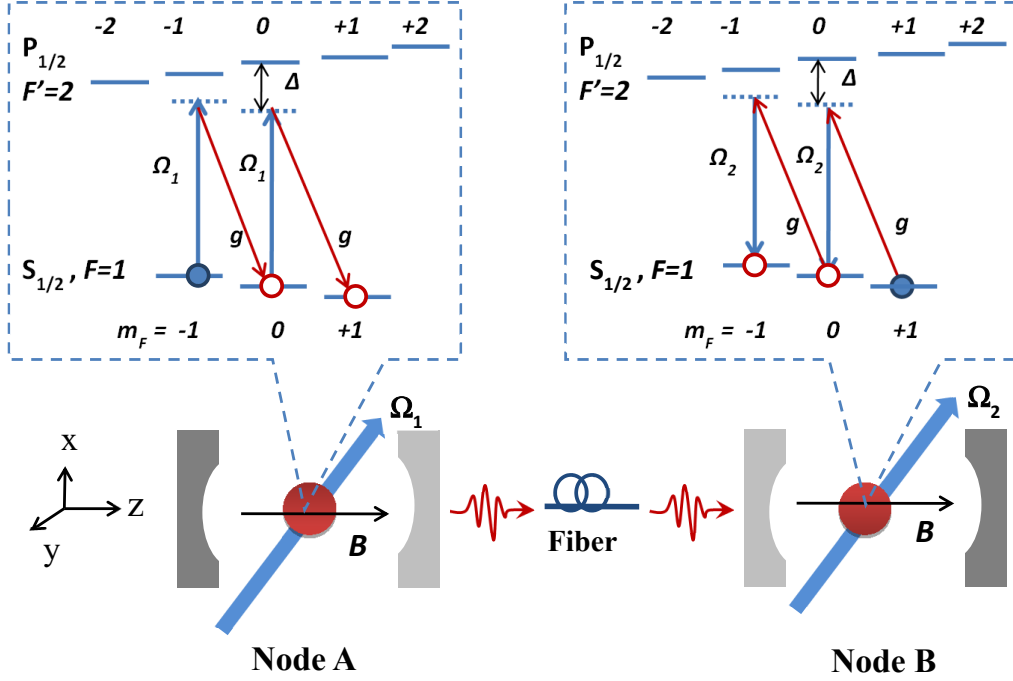 -2 -1 0 +1 +2
P1/2
F'=2
Δ
Ω1 Ω1
g g
S1/2 , F=1
mF = -1 0 +1
-2 -1 0 +1 +2
P1/2
F'=2
Δ
Ω2 Ω2
g g
S1/2 , F=1
mF = -1 0 +1
x
z
y
Ω1
B
Fiber
Ω2
B
Node A
Node B